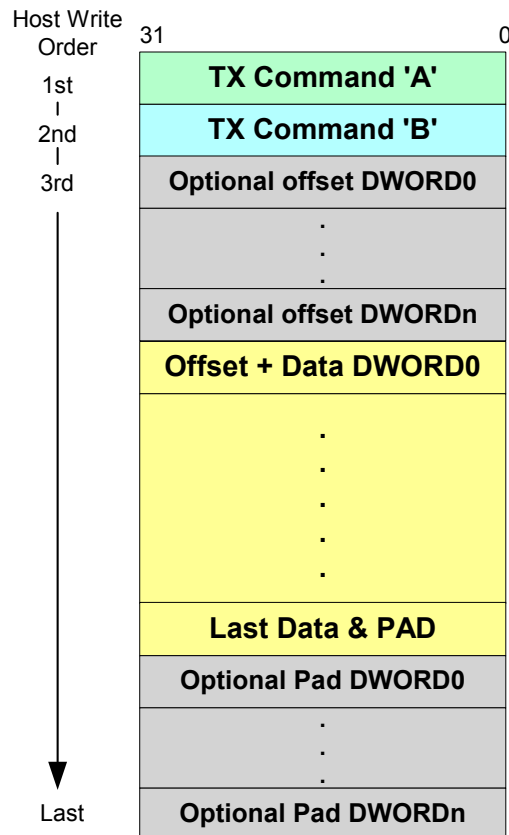 Host Write
Order
31
0
1st
TX Command 'A'
2nd
TX Command 'B'
3rd
Optional offset DWORD0
.
.
.
Optional offset DWORDn
Offset + Data DWORD0
.
.
.
.
.
Last Data & PAD
Optional Pad DWORD0
.
.
.
Last
Optional Pad DWORDn